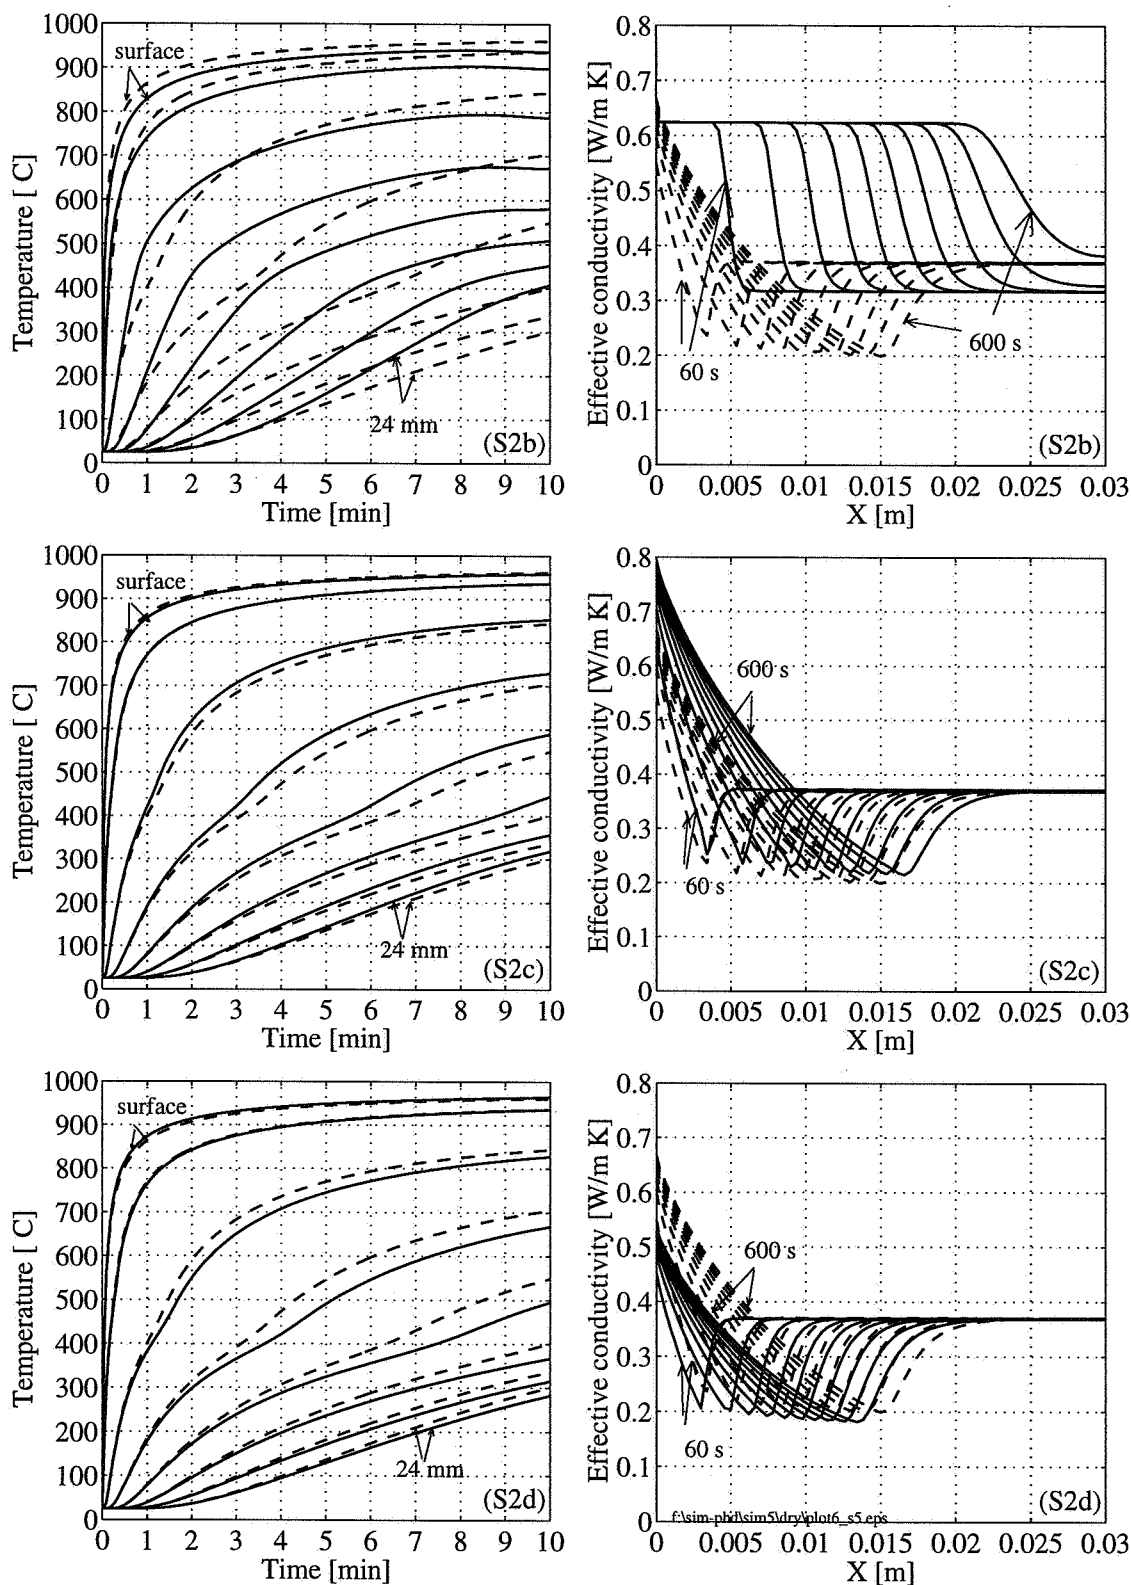 1000
900
800
700
600
500
400
300
200
100
0
Temperature [ C]
surface
24 mm
(S2b)
0 1 2 3 4 5 6 7 8 9 10
Time [min]
0.8
0.7
0.6
0.5
0.4
0.3
0.2
0.1
0
Effective conductivity [W/m K]
60 s
600 s
(S2b)
0 0.005 0.01 0.015 0.02 0.025 0.03
X [m]
1000
900
800
700
600
500
400
300
200
100
0
Temperature [ C]
surface
24 mm
(S2c)
0 1 2 3 4 5 6 7 8 9 10
Time [min]
0.8
0.7
0.6
0.5
0.4
0.3
0.2
0.1
0
Effective conductivity [W/m K]
600 s
60 s
(S2c)
0 0.005 0.01 0.015 0.02 0.025 0.03
X [m]
1000
900
800
700
600
500
400
300
200
100
0
Temperature [ C]
surface
24 mm
(S2d)
0 1 2 3 4 5 6 7 8 9 10
Time [min]
0.8
0.7
0.6
0.5
0.4
0.3
0.2
0.1
0
Effective conductivity [W/m K]
600 s
60 s
(S2d)
f:\sim-phd\sim5\dry\plot6_s5.eps
0 0.005 0.01 0.015 0.02 0.025 0.03
X [m]